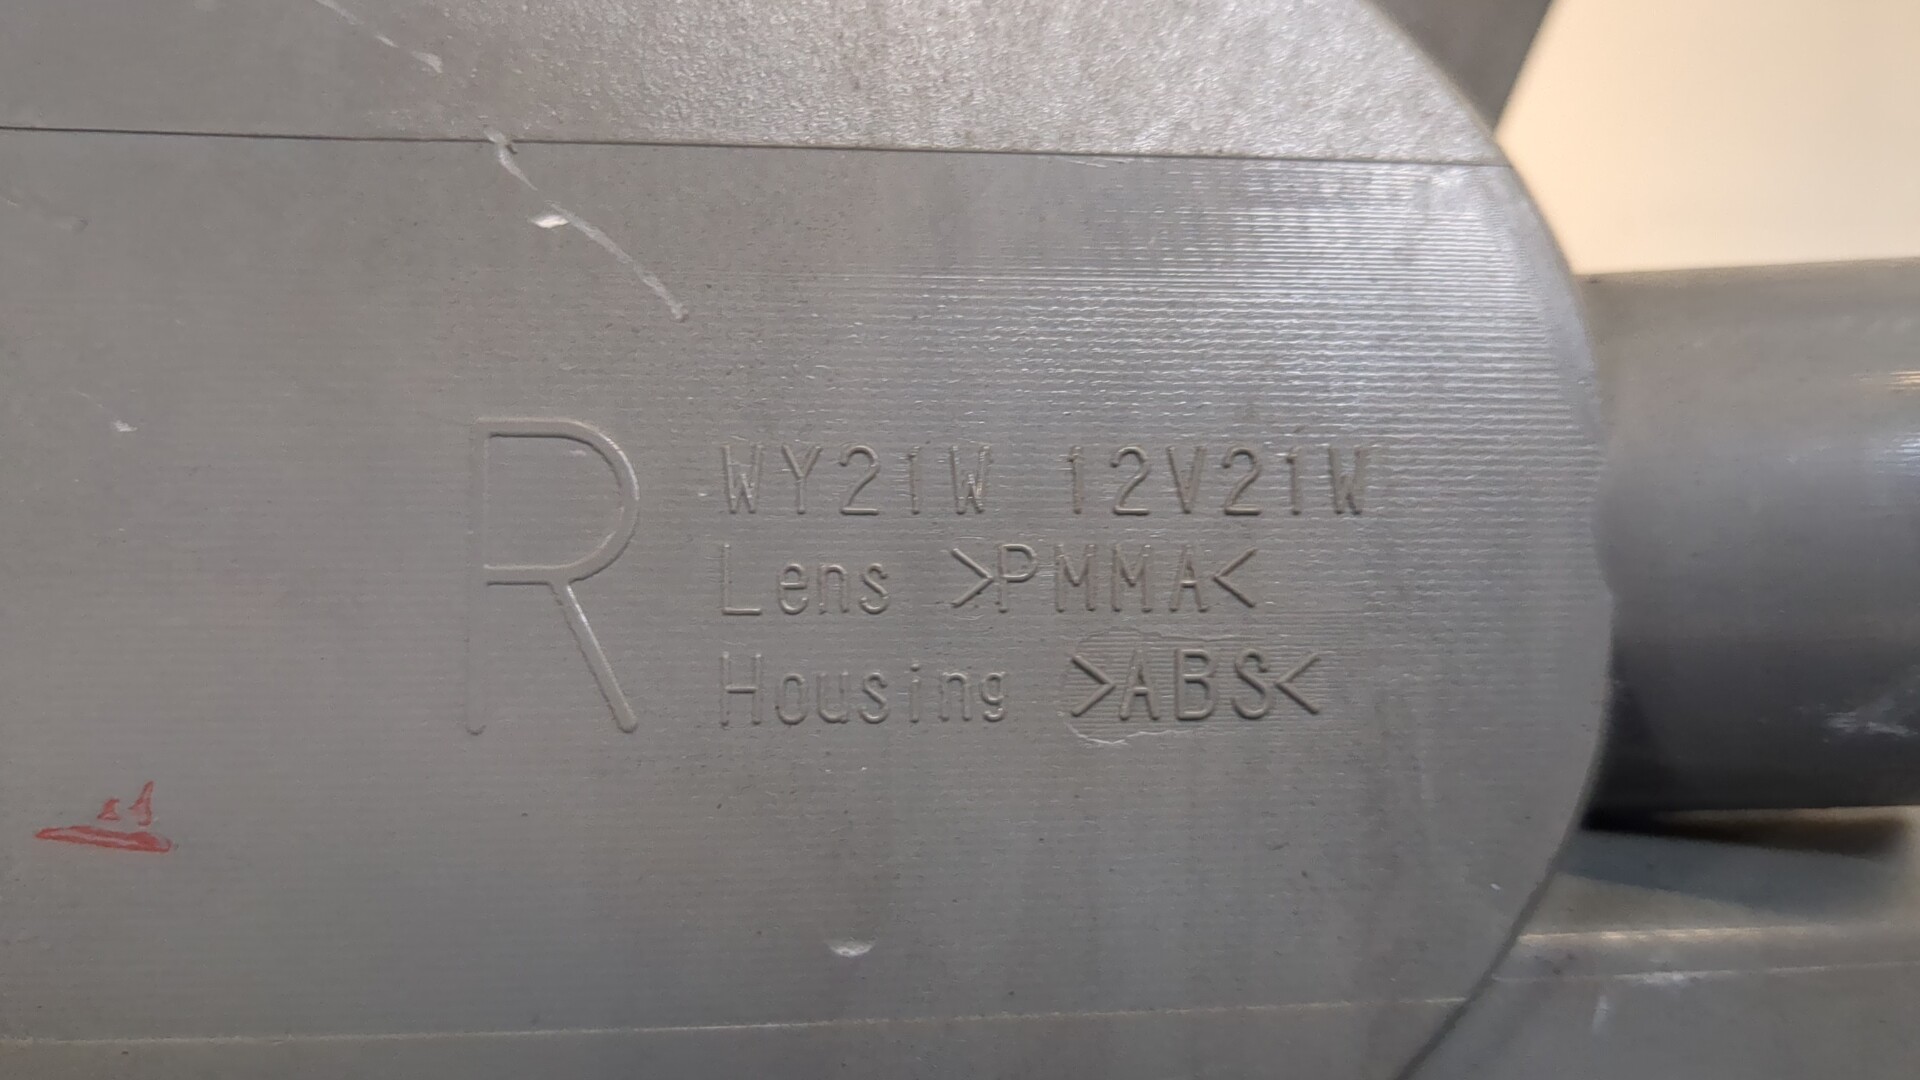 R
WY21W 12V21W
Lens >PMMA<
Housing >ABS<